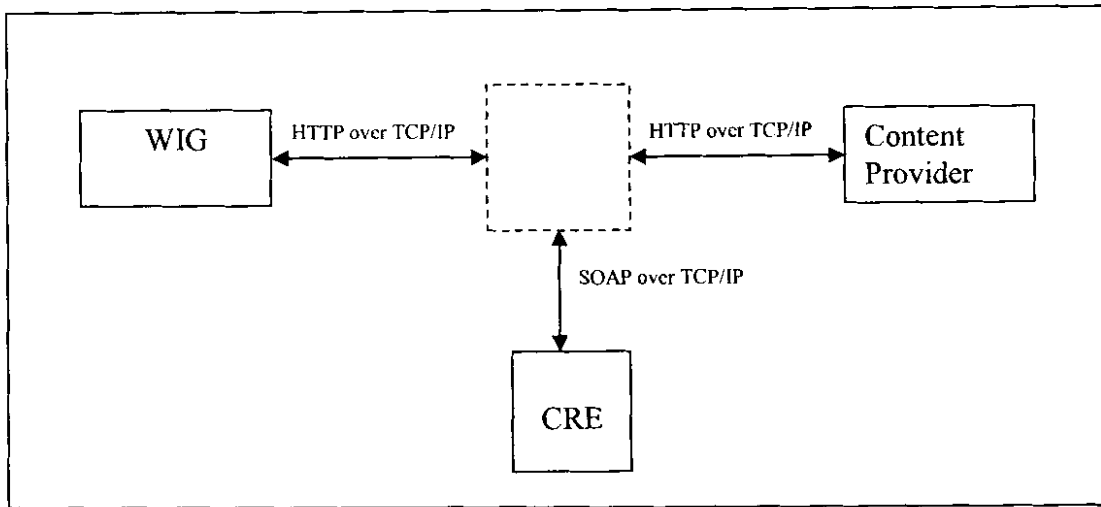 WIG
HTTP over TCP/IP
HTTP over TCP/IP
Content
Provider
SOAP over TCP/IP
CRE